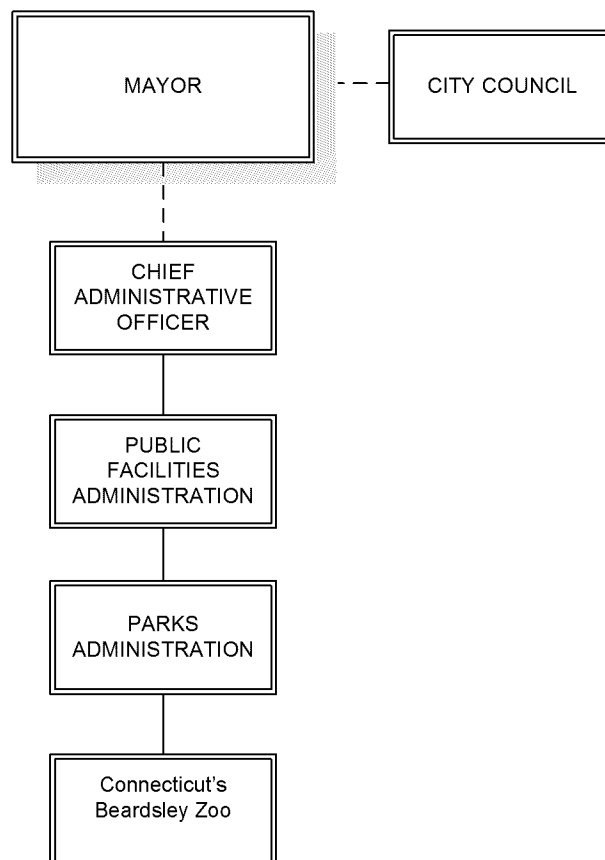 MAYOR
CITY COUNCIL
CHIEF
ADMINISTRATIVE
OFFICER
PUBLIC
FACILITIES
ADMINISTRATION
PARKS
ADMINISTRATION
Connecticut's
Beardsley Zoo